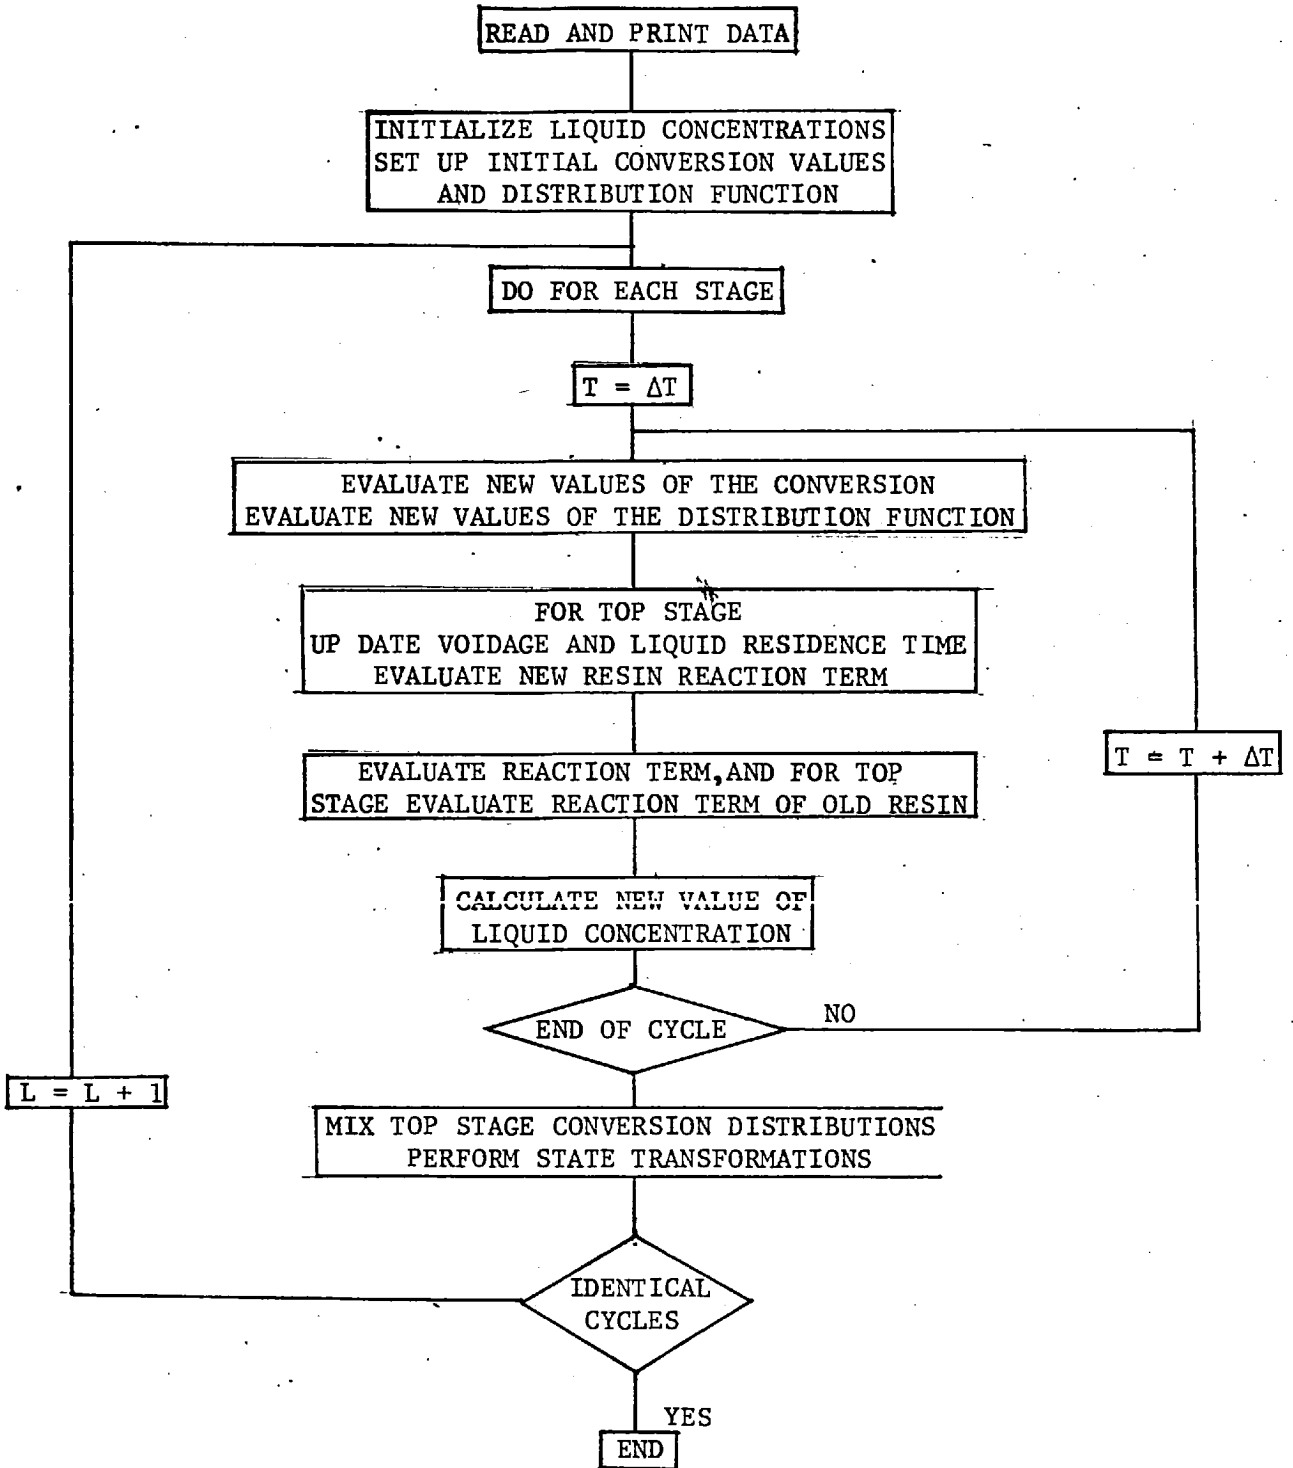 READ AND PRINT DATA
INITIALIZE LIQUID CONCENTRATIONS
SET UP INITIAL CONVERSION VALUES
AND DISTRIBUTION FUNCTION
DO FOR EACH STAGE
T = ΔT
EVALUATE NEW VALUES OF THE CONVERSION
EVALUATE NEW VALUES OF THE DISTRIBUTION FUNCTION
FOR TOP STAGE
UP DATE VOIDAGE AND LIQUID RESIDENCE TIME
EVALUATE NEW RESIN REACTION TERM
T = T + ΔT
EVALUATE REACTION TERM, AND FOR TOP
STAGE EVALUATE REACTION TERM OF OLD RESIN
CALCULATE NEW VALUE OF
LIQUID CONCENTRATION
END OF CYCLE
NO
L = L + 1
MIX TOP STAGE CONVERSION DISTRIBUTIONS
PERFORM STATE TRANSFORMATIONS
IDENTICAL
CYCLES
YES
END